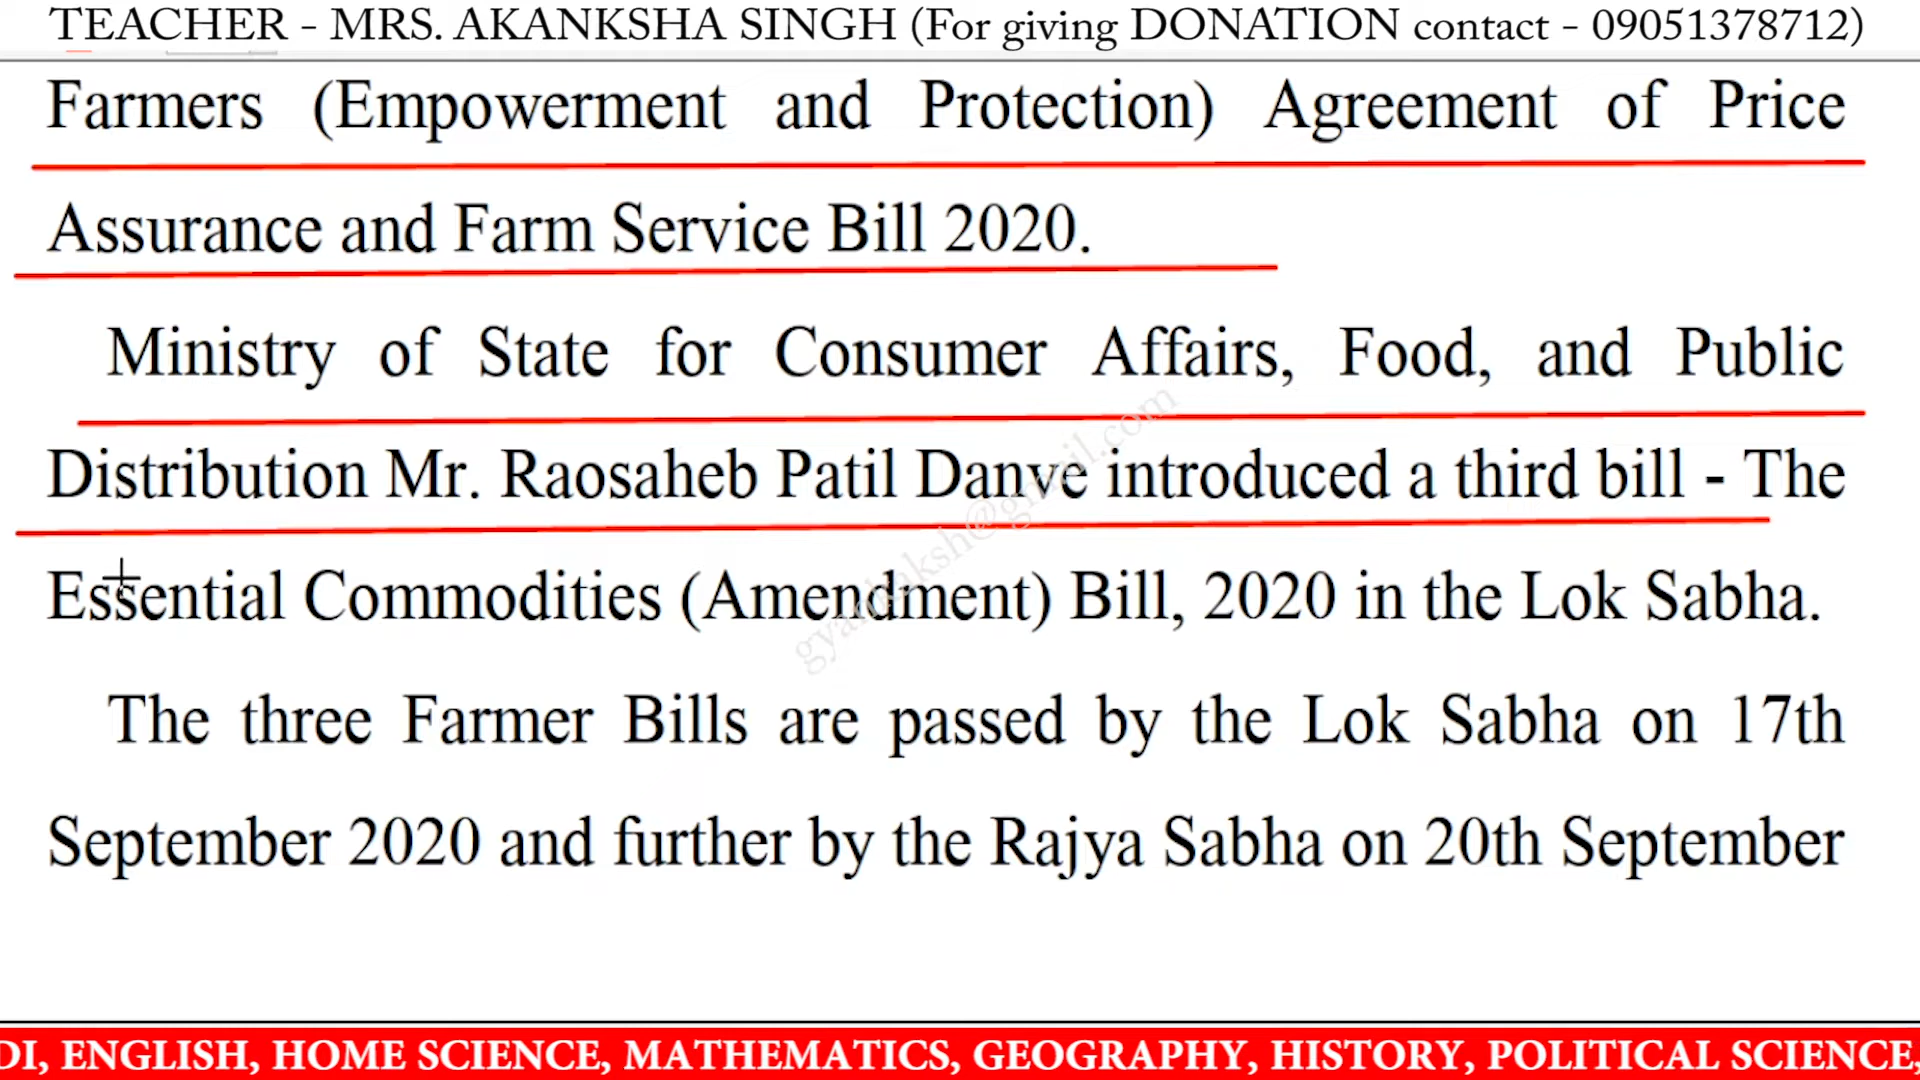 TEACHER - MRS. AKANKSHA SINGH (For giving DONATION contact - 09051378712)
Farmers (Empowerment and Protection) Agreement of Price
Assurance and Farm Service Bill 2020.
Ministry of State for Consumer Affairs, Food, and Public
Distribution Mr. Raosaheb Patil Danve introduced a third bill - The
Essential Commodities (Amendment) Bill, 2020 in the Lok Sabha.
The three Farmer Bills are passed by the Lok Sabha on 17th
September 2020 and further by the Rajya Sabha on 20th September
DI, ENGLISH, HOME SCIENCE, MATHEMATICS, GEOGRAPHY, HISTORY, POLITICAL SCIENCE,